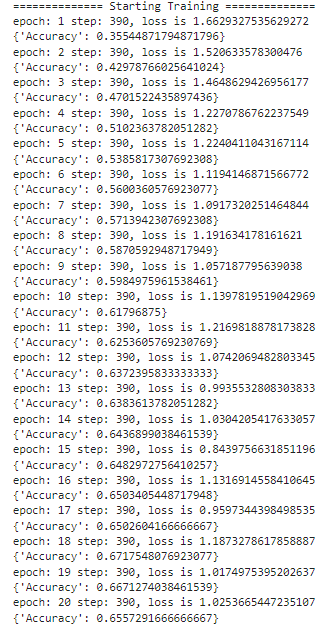 ============== Starting Training ==============
epoch: 1 step: 390, loss is 1.6629327535629272
{'Accuracy': 0.35544871794871796}
epoch: 2 step: 390, loss is 1.520633578300476
{'Accuracy': 0.42978766025641024}
epoch: 3 step: 390, loss is 1.4648629426956177
{'Accuracy': 0.4701522435897436}
epoch: 4 step: 390, loss is 1.2270786762237549
{'Accuracy': 0.5102363782051282}
epoch: 5 step: 390, loss is 1.2240411043167114
{'Accuracy': 0.5385817307692308}
epoch: 6 step: 390, loss is 1.1194146871566772
{'Accuracy': 0.5600360576923077}
epoch: 7 step: 390, loss is 1.0917320251464844
{'Accuracy': 0.5713942307692308}
epoch: 8 step: 390, loss is 1.191634178161621
{'Accuracy': 0.5870592948717949}
epoch: 9 step: 390, loss is 1.057187795639038
{'Accuracy': 0.5984975961538461}
epoch: 10 step: 390, loss is 1.1397819519042969
{'Accuracy': 0.61796875}
epoch: 11 step: 390, loss is 1.2169818878173828
{'Accuracy': 0.6253605769230769}
epoch: 12 step: 390, loss is 1.0742069482803345
{'Accuracy': 0.6372395833333333}
epoch: 13 step: 390, loss is 0.9935532808303833
{'Accuracy': 0.6383613782051282}
epoch: 14 step: 390, loss is 1.0304205417633057
{'Accuracy': 0.6436899038461539}
epoch: 15 step: 390, loss is 0.8439756631851196
{'Accuracy': 0.6482972756410257}
epoch: 16 step: 390, loss is 1.1316914558410645
{'Accuracy': 0.6503405448717948}
epoch: 17 step: 390, loss is 0.9597344398498535
{'Accuracy': 0.6502604166666667}
epoch: 18 step: 390, loss is 1.1873278617858887
{'Accuracy': 0.6717548076923077}
epoch: 19 step: 390, loss is 1.0174975395202637
{'Accuracy': 0.6671274038461539}
epoch: 20 step: 390, loss is 1.0253665447235107
{'Accuracy': 0.6557291666666667}